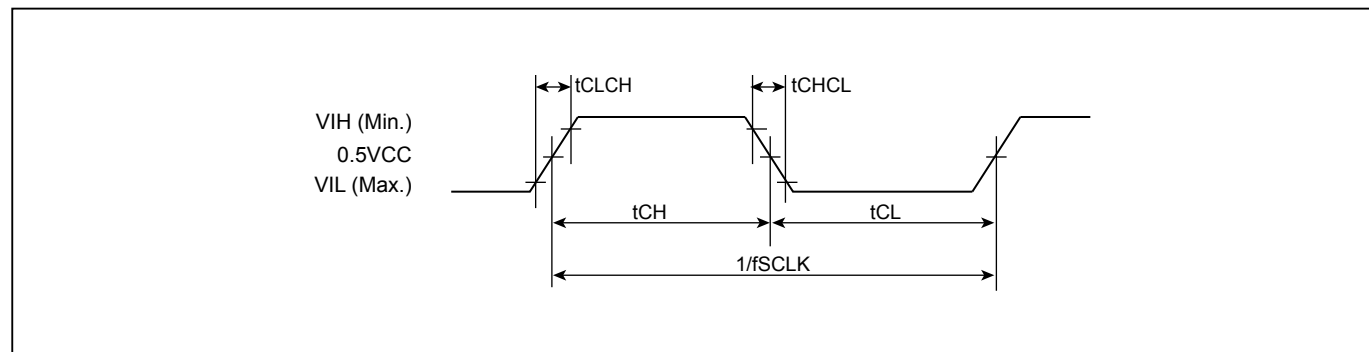 tCLCH
tCHCL
VIH (Min.)
0.5VCC
VIL (Max.)
tCH
tCL
1/fSCLK